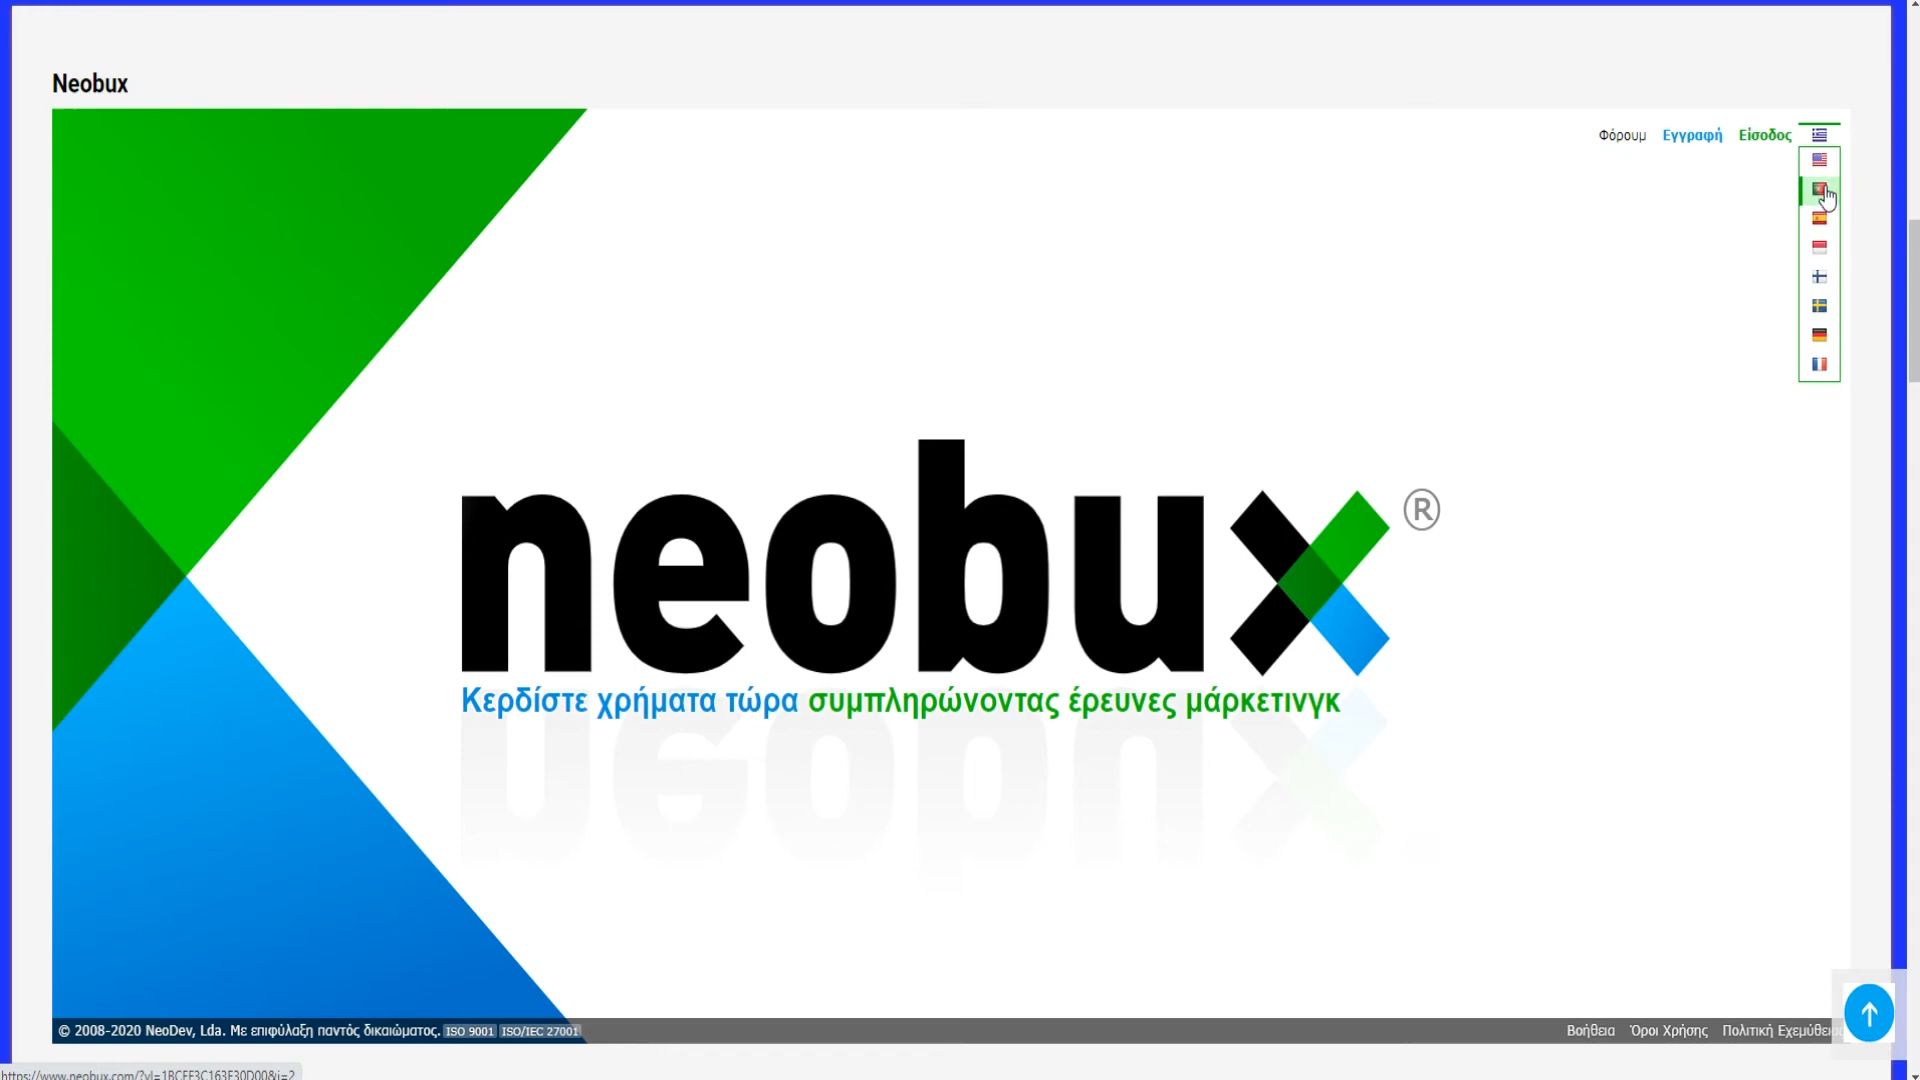 Neobux
Φόρουμ Εγγραφή Είσοδος
neobux®
Κερδίστε χρήματα τώρα συμπληρώνοντας έρευνες μάρκετινγκ
© 2008-2020 NeoDev, Lda. Με επιφύλαξη παντός δικαιώματος. ISO 9001 ISO/IEC 27001
Βοήθεια Όροι Χρήσης Πολιτική